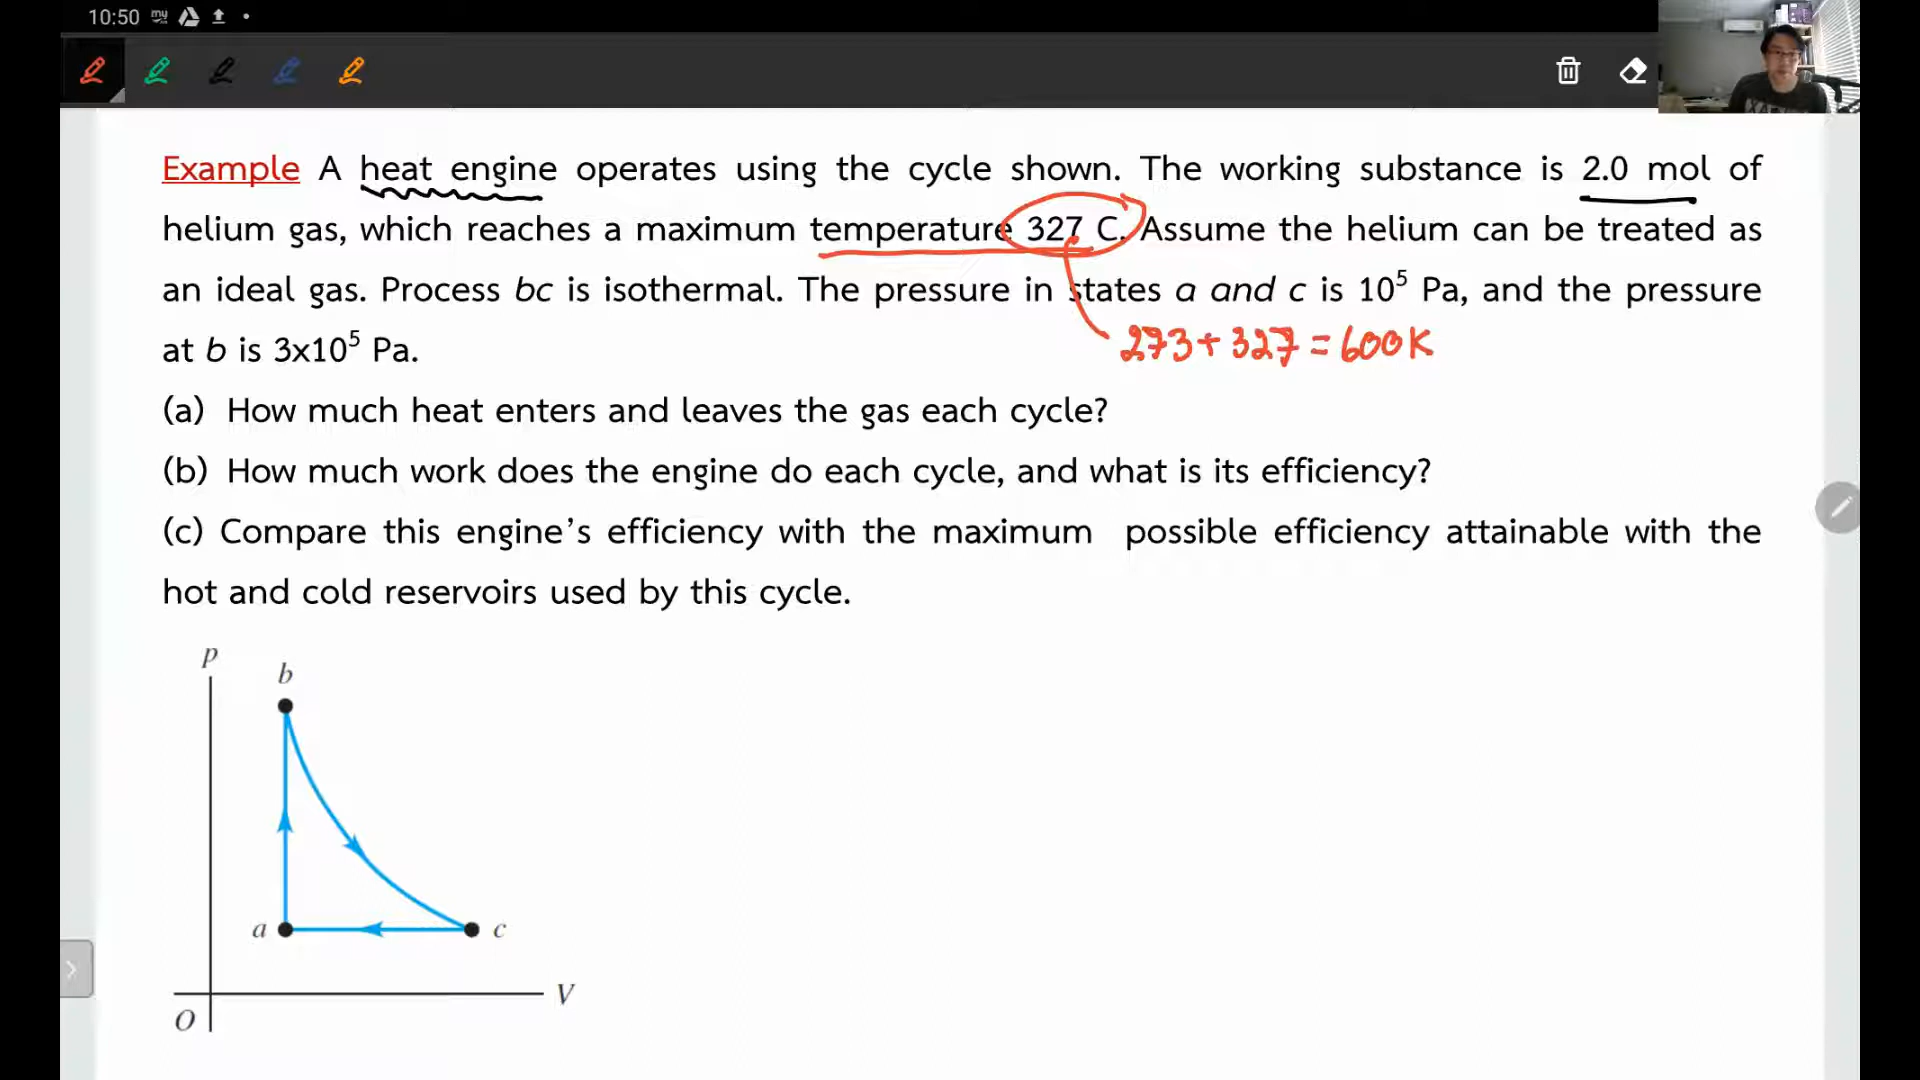 10:50 my
Example A heat engine operates using the cycle shown. The working substance is 2.0 mol of
helium gas, which reaches a maximum temperature 327 C. Assume the helium can be treated as
an ideal gas. Process bc is isothermal. The pressure in states a and c is 10⁵ Pa, and the pressure
at b is 3x10⁵ Pa.
273+327=600K
(a) How much heat enters and leaves the gas each cycle?
(b) How much work does the engine do each cycle, and what is its efficiency?
(c) Compare this engine’s efficiency with the maximum possible efficiency attainable with the
hot and cold reservoirs used by this cycle.
p
b
a
c
V
O